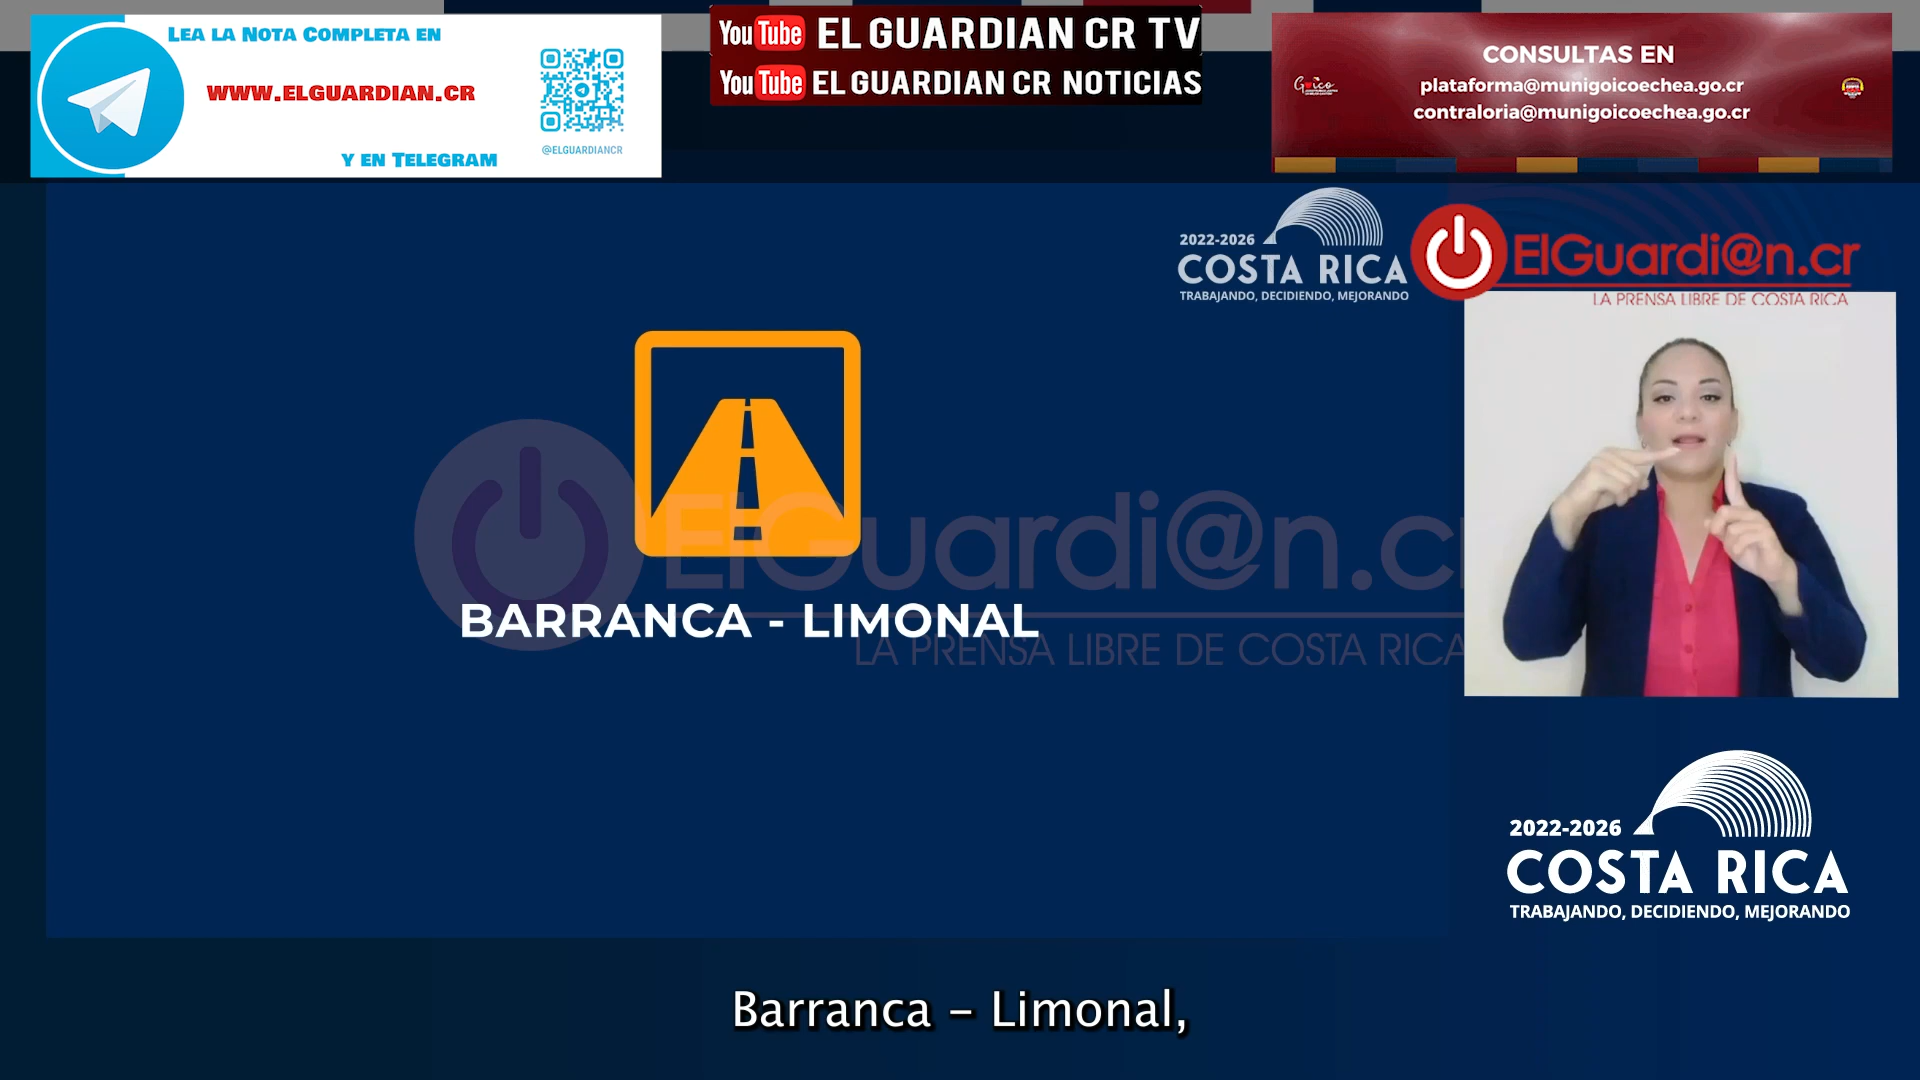 LEA LA NOTA COMPLETA EN
WWW.ELGUARDIAN.CR
@ELGUARDIANCR
Y EN TELEGRAM
YouTube EL GUARDIAN CR TV
YouTube EL GUARDIAN CR NOTICIAS
CONSULTAS EN
Goico
plataforma@munigoicoechea.go.cr
contraloria@munigoicoechea.go.cr
2022-2026
COSTA RICA
TRABAJANDO, DECIDIENDO, MEJORANDO
ElGuardi@n.cr
LA PRENSA LIBRE DE COSTA RICA
ElGuardi@n.cr
BARRANCA - LIMONAL
LA PRENSA LIBRE DE COSTA RICA
2022-2026
COSTA RICA
TRABAJANDO, DECIDIENDO, MEJORANDO
Barranca – Limonal,